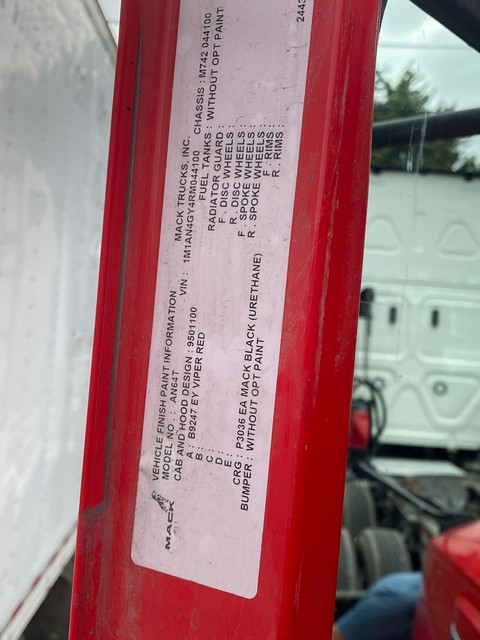 MACK
VEHICLE FINISH PAINT INFORMATION
MODEL NO . : AN64T MACK TRUCKS, INC.
CAB AND HOOD DESIGN : 9501100 VIN : 1M1AN4GY4RM044100 CHASSIS : M742 044100
A : B9247 EY VIPER RED FUEL TANKS : WITHOUT OPT PAINT
B : RADIATOR GUARD :
C : F . DISC WHEELS :
D : R . DISC WHEELS :
E : F . SPOKE WHEELS :
R . SPOKE WHEELS :
CRG : P3036 EA MACK BLACK (URETHANE) F . RIMS :
BUMPER : WITHOUT OPT PAINT R . RIMS :